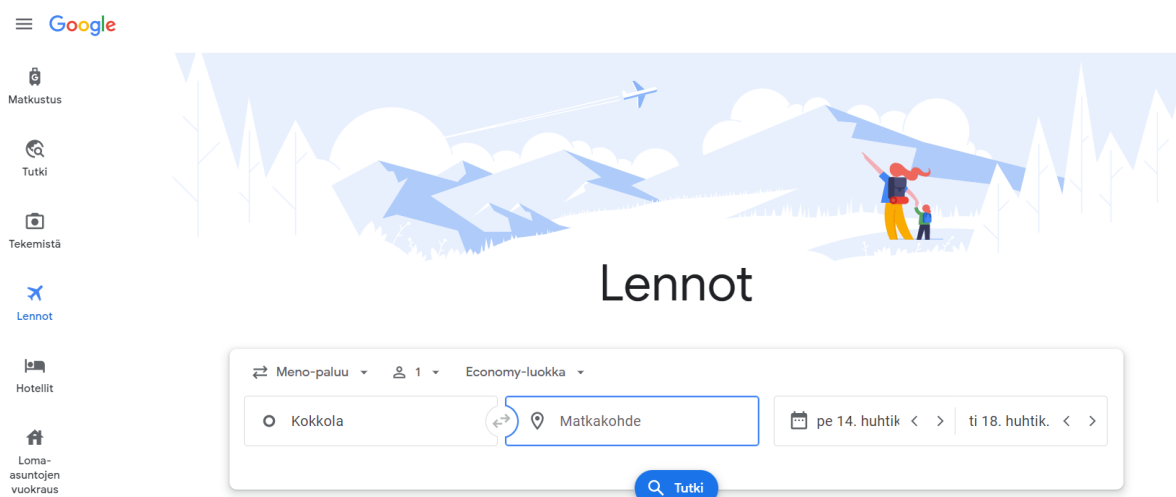 Google
Matkustus
Tutki
Tekemistä
Lennot
Hotellit
Loma-
asuntojen
vuokraus
Lennot
Meno-paluu 1 Economy-luokka
Kokkola Matkakohde pe 14. huhtik ti 18. huhtik.
Tutki